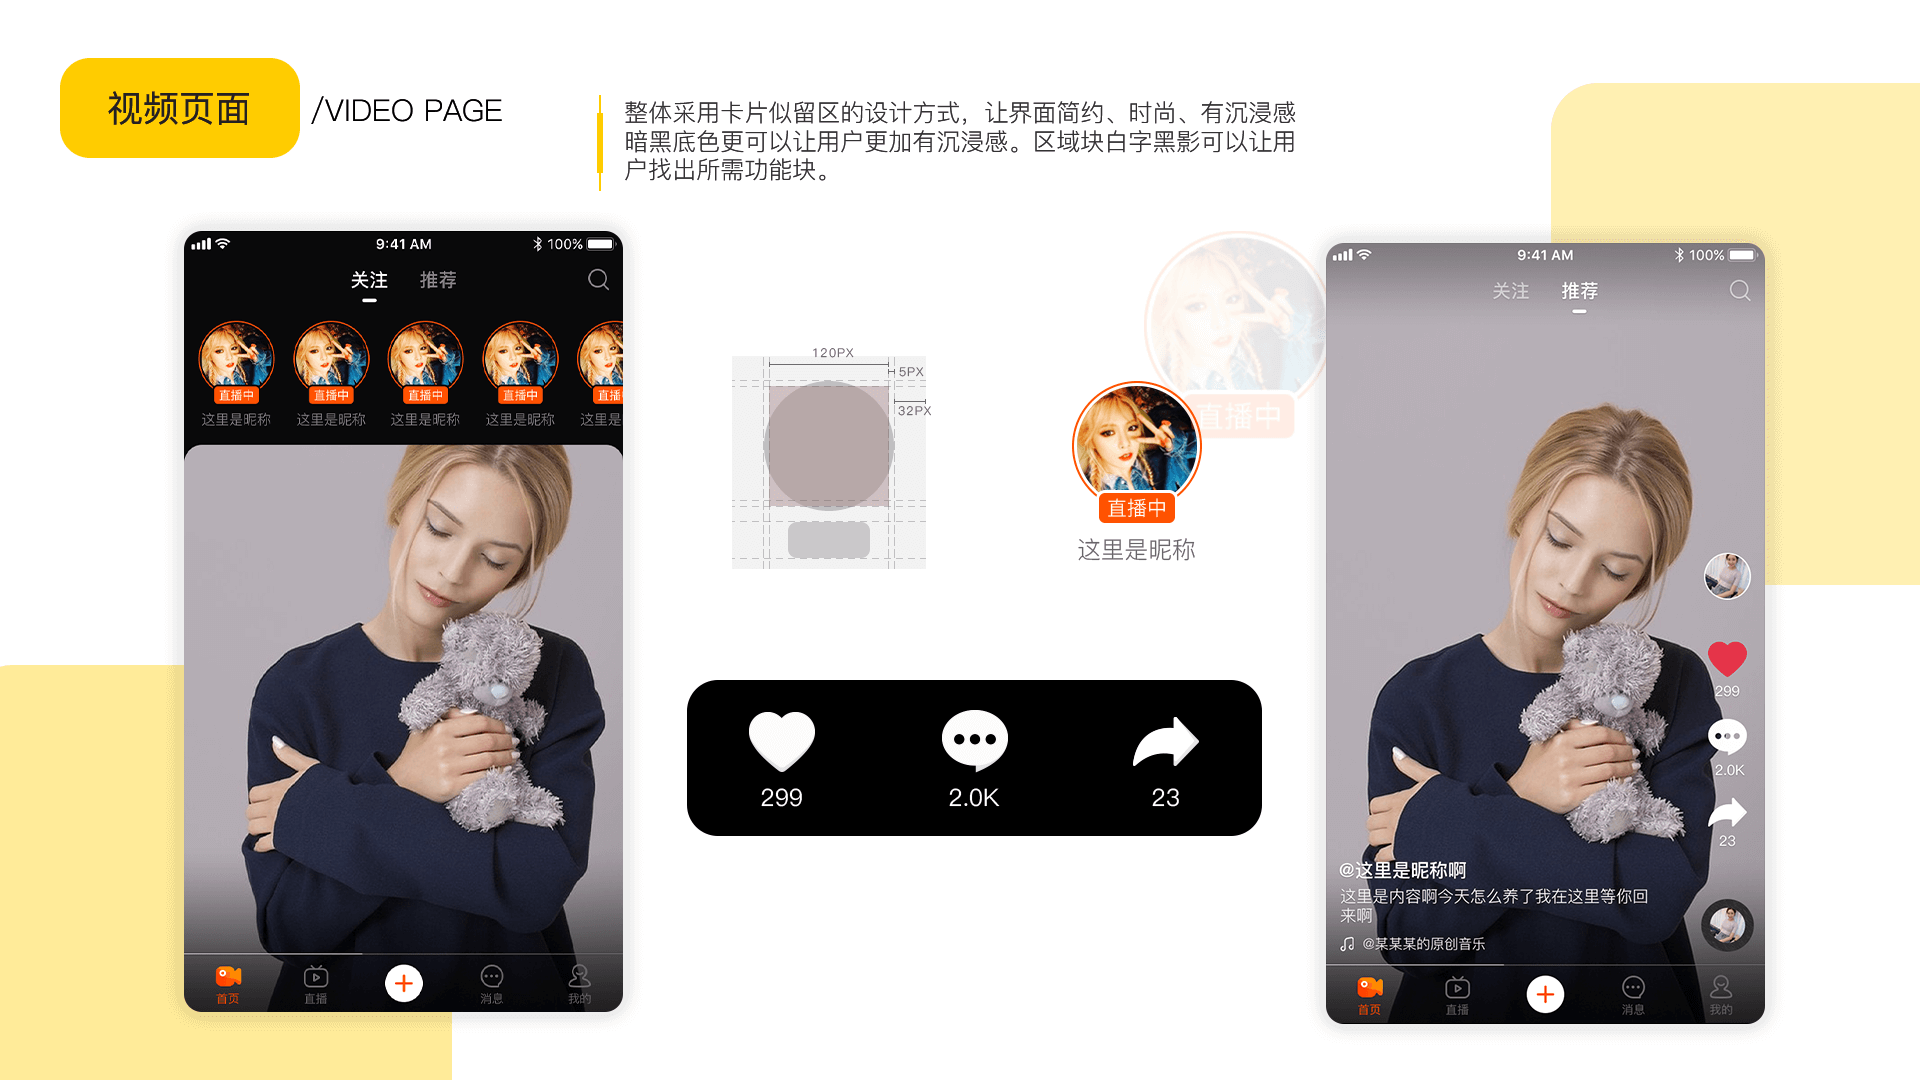 视频页面
/VIDEO PAGE
整体采用卡片似留区的设计方式，让界面简约、时尚、有沉浸感
暗黑底色更可以让用户更加有沉浸感。区域块白字黑影可以让用
户找出所需功能块。
9:41 AM
100%
关注
推荐
直播中
直播中
直播中
直播中
直播
这里是昵称
这里是昵称
这里是昵称
这里是昵称
这里是
首页
直播
消息
我的
120PX
5PX
32PX
直播中
直播中
这里是昵称
299
2.0K
23
9:41 AM
100%
关注
推荐
299
2.0K
23
@这里是昵称啊
这里是内容啊今天怎么养了我在这里等你回
来啊
@某某某的原创音乐
首页
直播
消息
我的